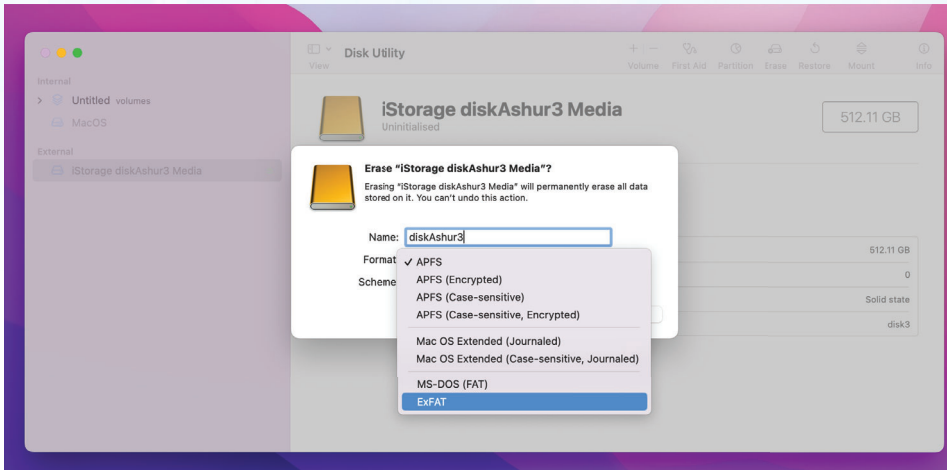 Disk Utility
View
Volume First Aid Partition Erase Restore Mount Info
Internal
Untitled volumes
MacOS
External
iStorage diskAshur3 Media
iStorage diskAshur3 Media
Uninitialised
512.11 GB
Erase “iStorage diskAshur3 Media”?
Erasing “iStorage diskAshur3 Media” will permanently erase all data
stored on it. You can’t undo this action.
Name: diskAshur3
Format
Scheme
✓ APFS
APFS (Encrypted)
APFS (Case-sensitive)
APFS (Case-sensitive, Encrypted)
Mac OS Extended (Journaled)
Mac OS Extended (Case-sensitive, Journaled)
MS-DOS (FAT)
ExFAT
512.11 GB
0
Solid state
disk3